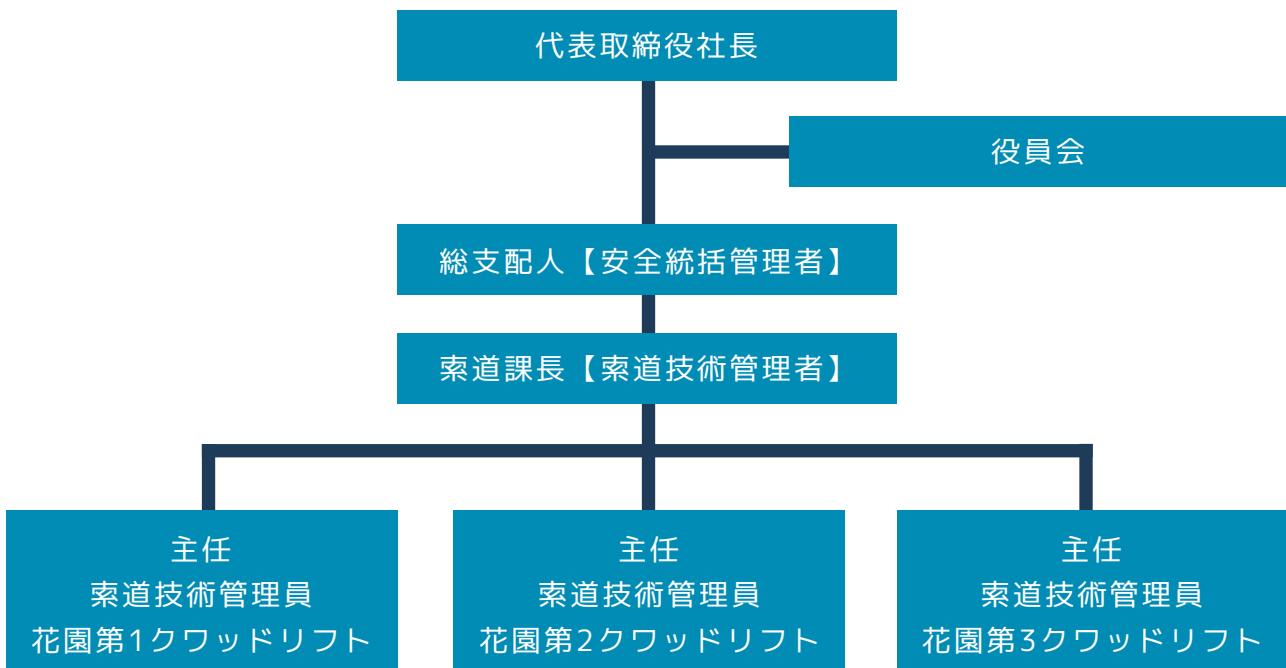 代表取締役社長
役員会
総支配人【安全統括管理者】
索道課長【索道技術管理者】
主任
索道技術管理員
花園第1クワッドリフト
主任
索道技術管理員
花園第2クワッドリフト
主任
索道技術管理員
花園第3クワッドリフト